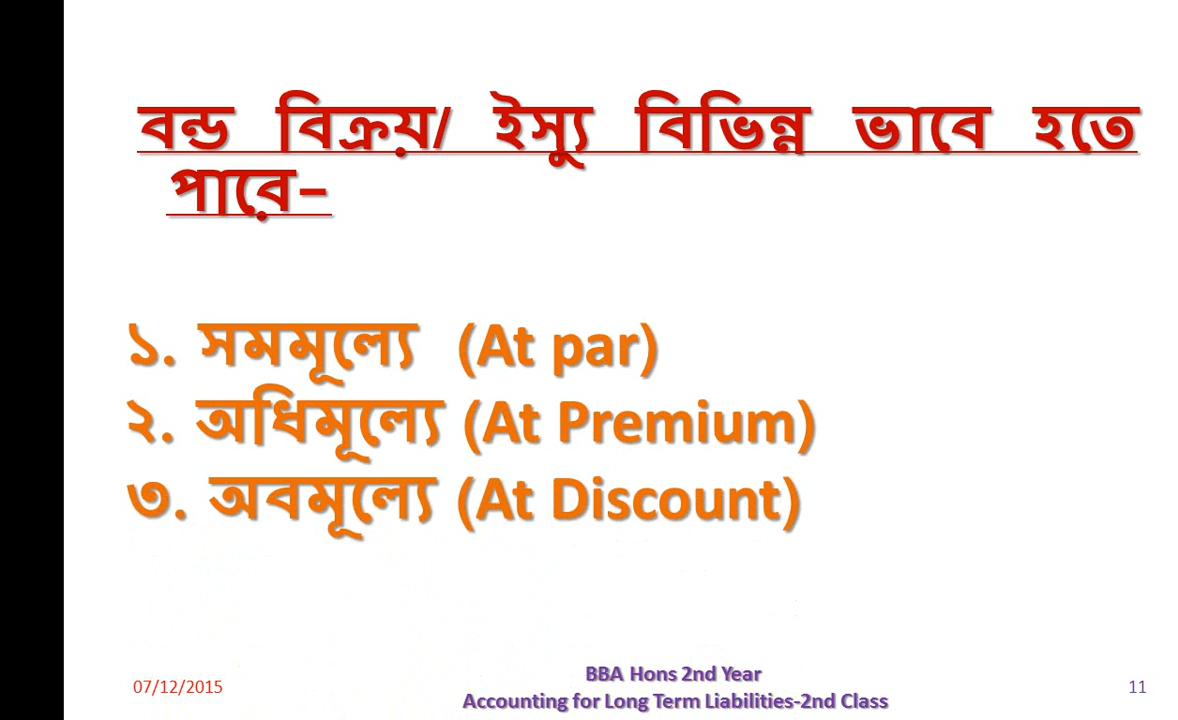 বন্ড বিক্রয়/ ইস্যু বিভিন্ন ভাবে হতে
পারে–
১. সমমূল্যে (At par)
২. অধিমূল্যে (At Premium)
৩. অবমূল্যে (At Discount)
07/12/2015
BBA Hons 2nd Year
Accounting for Long Term Liabilities-2nd Class
11